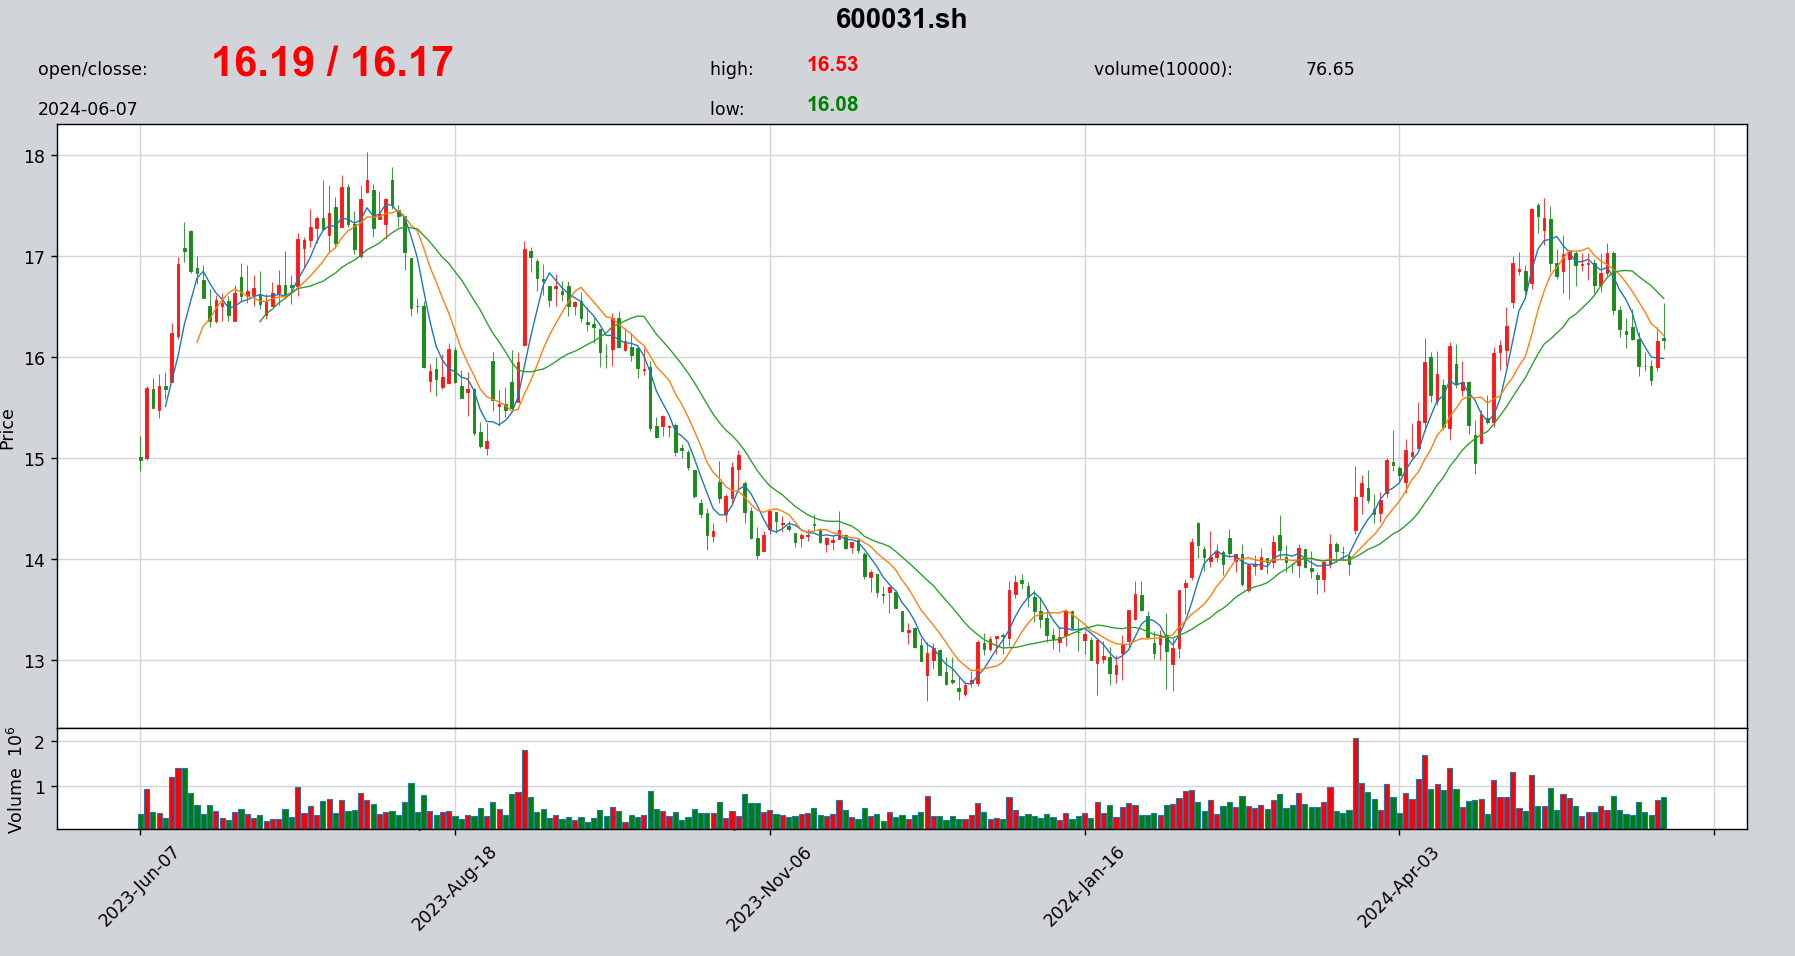 600031.sh
open/closse: 16.19 / 16.17 high: 16.53 volume(10000): 76.65
2024-06-07 low: 16.08
18
17
16
15
14
13
Price
2
1
Volume 10^6
2023-Jun-07 2023-Aug-18 2023-Nov-06 2024-Jan-16 2024-Apr-03